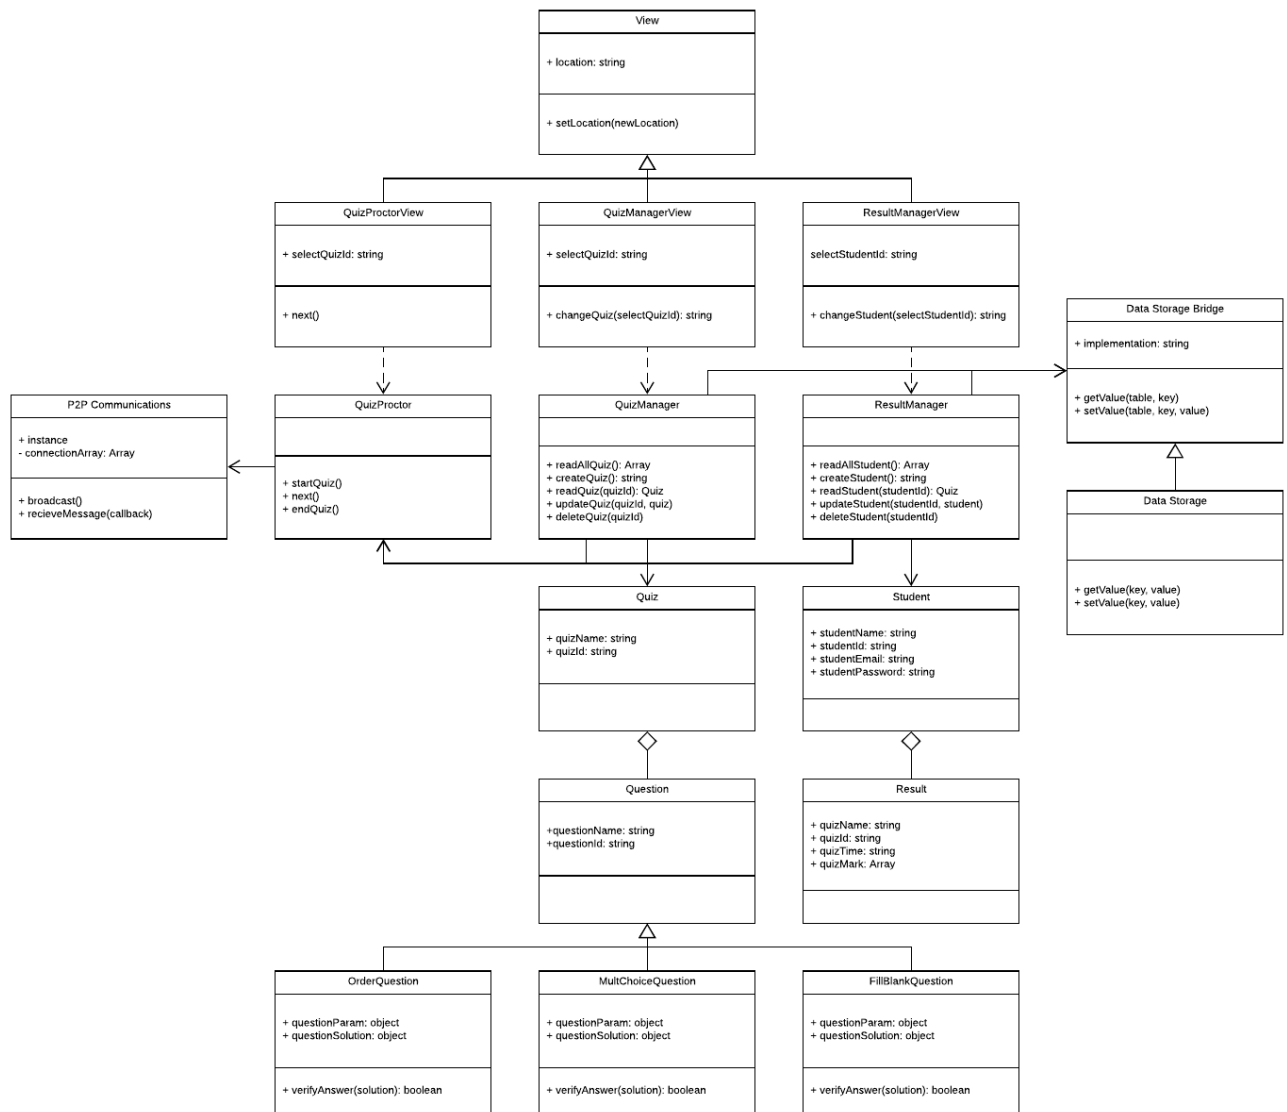 View
+ location: string
+ setLocation(newLocation)
QuizProctorView
+ selectQuizId: string
+ next()
QuizManagerView
+ selectQuizId: string
+ changeQuiz(selectQuizId): string
ResultManagerView
selectStudentId: string
+ changeStudent(selectStudentId): string
Data Storage Bridge
+ implementation: string
+ getValue(table, key)
+ setValue(table, key, value)
P2P Communications
+ instance
- connectionArray: Array
+ broadcast()
+ recieveMessage(callback)
QuizProctor
+ startQuiz()
+ next()
+ endQuiz()
QuizManager
+ readAllQuiz(): Array
+ createQuiz(): string
+ readQuiz(quizId): Quiz
+ updateQuiz(quizId, quiz)
+ deleteQuiz(quizId)
ResultManager
+ readAllStudent(): Array
+ createStudent(): string
+ readStudent(studentId): Quiz
+ updateStudent(studentId, student)
+ deleteStudent(studentId)
Data Storage
+ getValue(key, value)
+ setValue(key, value)
Quiz
+ quizName: string
+ quizId: string
Student
+ studentName: string
+ studentId: string
+ studentEmail: string
+ studentPassword: string
Question
+questionName: string
+questionId: string
Result
+ quizName: string
+ quizId: string
+ quizTime: string
+ quizMark: Array
OrderQuestion
+ questionParam: object
+ questionSolution: object
+ verifyAnswer(solution): boolean
MultChoiceQuestion
+ questionParam: object
+ questionSolution: object
+ verifyAnswer(solution): boolean
FillBlankQuestion
+ questionParam: object
+ questionSolution: object
+ verifyAnswer(solution): boolean